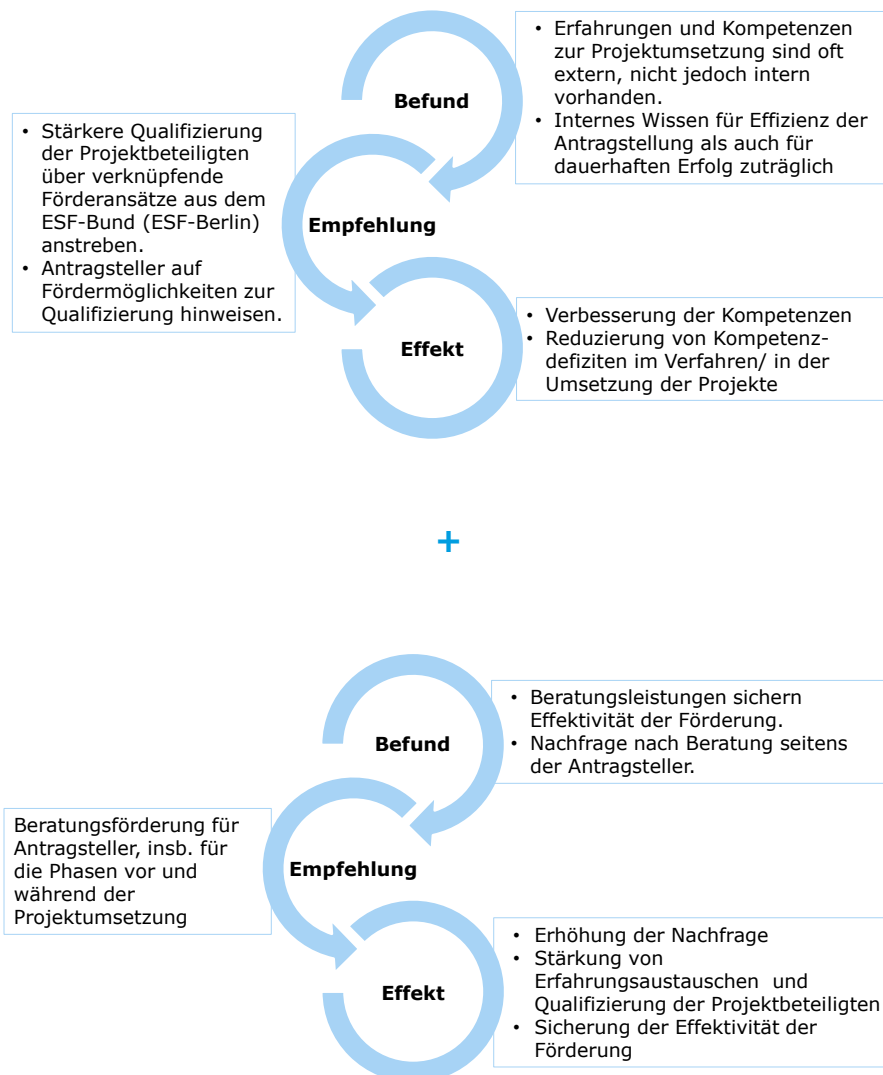 • Erfahrungen und Kompetenzen
zur Projektumsetzung sind oft
extern, nicht jedoch intern
vorhanden.
• Internes Wissen für Effizienz der
Antragstellung als auch für
dauerhaften Erfolg zuträglich
Befund
• Stärkere Qualifizierung
der Projektbeteiligten
über verknüpfende
Förderansätze aus dem
ESF-Bund (ESF-Berlin)
anstreben.
• Antragsteller auf
Fördermöglichkeiten zur
Qualifizierung hinweisen.
Empfehlung
Effekt
• Verbesserung der Kompetenzen
• Reduzierung von Kompetenz-
defiziten im Verfahren/ in der
Umsetzung der Projekte
+
Befund
• Beratungsleistungen sichern
Effektivität der Förderung.
• Nachfrage nach Beratung seitens
der Antragsteller.
Beratungsförderung für
Antragsteller, insb. für
die Phasen vor und
während der
Projektumsetzung
Empfehlung
Effekt
• Erhöhung der Nachfrage
• Stärkung von
Erfahrungsaustauschen und
Qualifizierung der Projektbeteiligten
• Sicherung der Effektivität der
Förderung